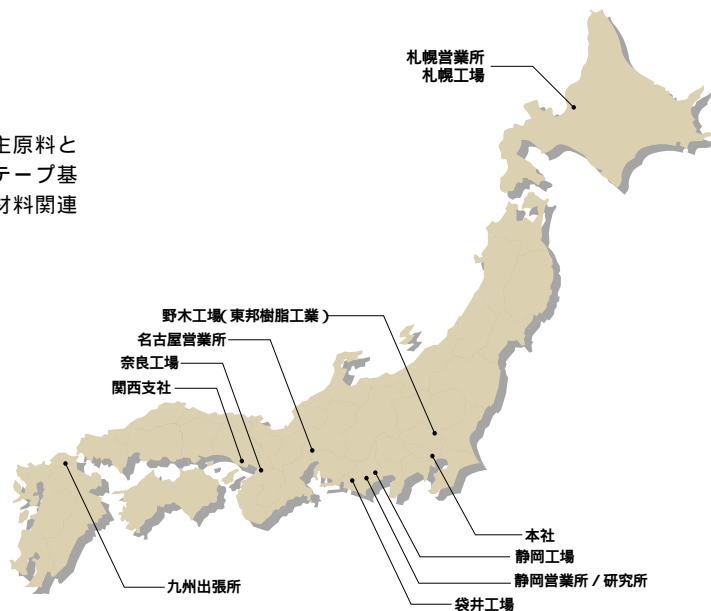 札幌営業所
札幌工場
主原料と
テープ基
材料関連
野木工場(東邦樹脂工業)
名古屋営業所
奈良工場
関西支社
本社
静岡工場
静岡営業所 / 研究所
九州出張所
袋井工場